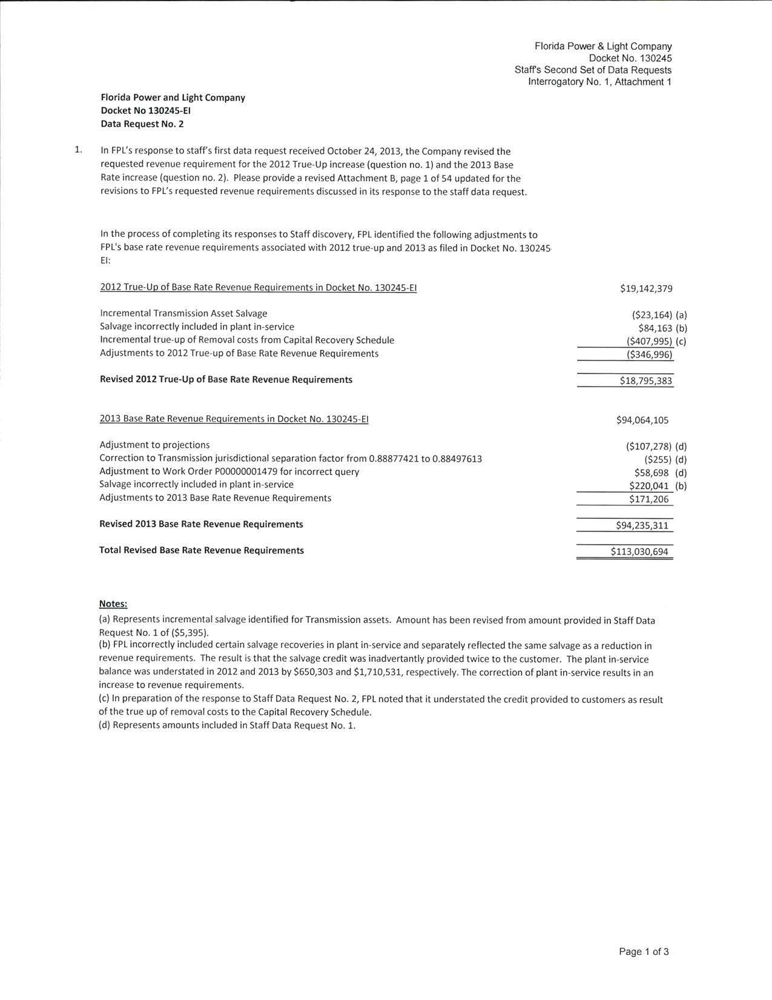 Florida Power & Light Company
Docket No. 130245
Staff's Second Set of Data Requests
Interrogatory No. 1, Attachment 1
Florida Power and Light Company
Docket No 130245-EI
Data Request No. 2
1. In FPL's response to staff's first data request received October 24, 2013, the Company revised the
requested revenue requirement for the 2012 True-Up increase (question no. 1) and the 2013 Base
Rate increase (question no. 2). Please provide a revised Attachment B, page 1 of 54 updated for the
revisions to FPL's requested revenue requirements discussed in its response to the staff data request.
In the process of completing its responses to Staff discovery, FPL identified the following adjustments to
FPL's base rate revenue requirements associated with 2012 true-up and 2013 as filed in Docket No. 130245-
EI:
2012 True-Up of Base Rate Revenue Requirements in Docket No. 130245-EI $19,142,379
Incremental Transmission Asset Salvage ($23,164) (a)
Salvage incorrectly included in plant in-service $84,163 (b)
Incremental true-up of Removal costs from Capital Recovery Schedule ($407,995) (c)
Adjustments to 2012 True-up of Base Rate Revenue Requirements ($346,996)
Revised 2012 True-Up of Base Rate Revenue Requirements $18,795,383
2013 Base Rate Revenue Requirements in Docket No. 130245-EI $94,064,105
Adjustment to projections ($107,278) (d)
Correction to Transmission jurisdictional separation factor from 0.88877421 to 0.88497613 ($255) (d)
Adjustment to Work Order P00000001479 for incorrect query $58,698 (d)
Salvage incorrectly included in plant in-service $220,041 (b)
Adjustments to 2013 Base Rate Revenue Requirements $171,206
Revised 2013 Base Rate Revenue Requirements $94,235,311
Total Revised Base Rate Revenue Requirements $113,030,694
Notes:
(a) Represents incremental salvage identified for Transmission assets. Amount has been revised from amount provided in Staff Data
Request No. 1 of ($5,395).
(b) FPL incorrectly included certain salvage recoveries in plant in-service and separately reflected the same salvage as a reduction in
revenue requirements. The result is that the salvage credit was inadvertantly provided twice to the customer. The plant in-service
balance was understated in 2012 and 2013 by $650,303 and $1,710,531, respectively. The correction of plant in-service results in an
increase to revenue requirements.
(c) In preparation of the response to Staff Data Request No. 2, FPL noted that it understated the credit provided to customers as result
of the true up of removal costs to the Capital Recovery Schedule.
(d) Represents amounts included in Staff Data Request No. 1.
Page 1 of 3